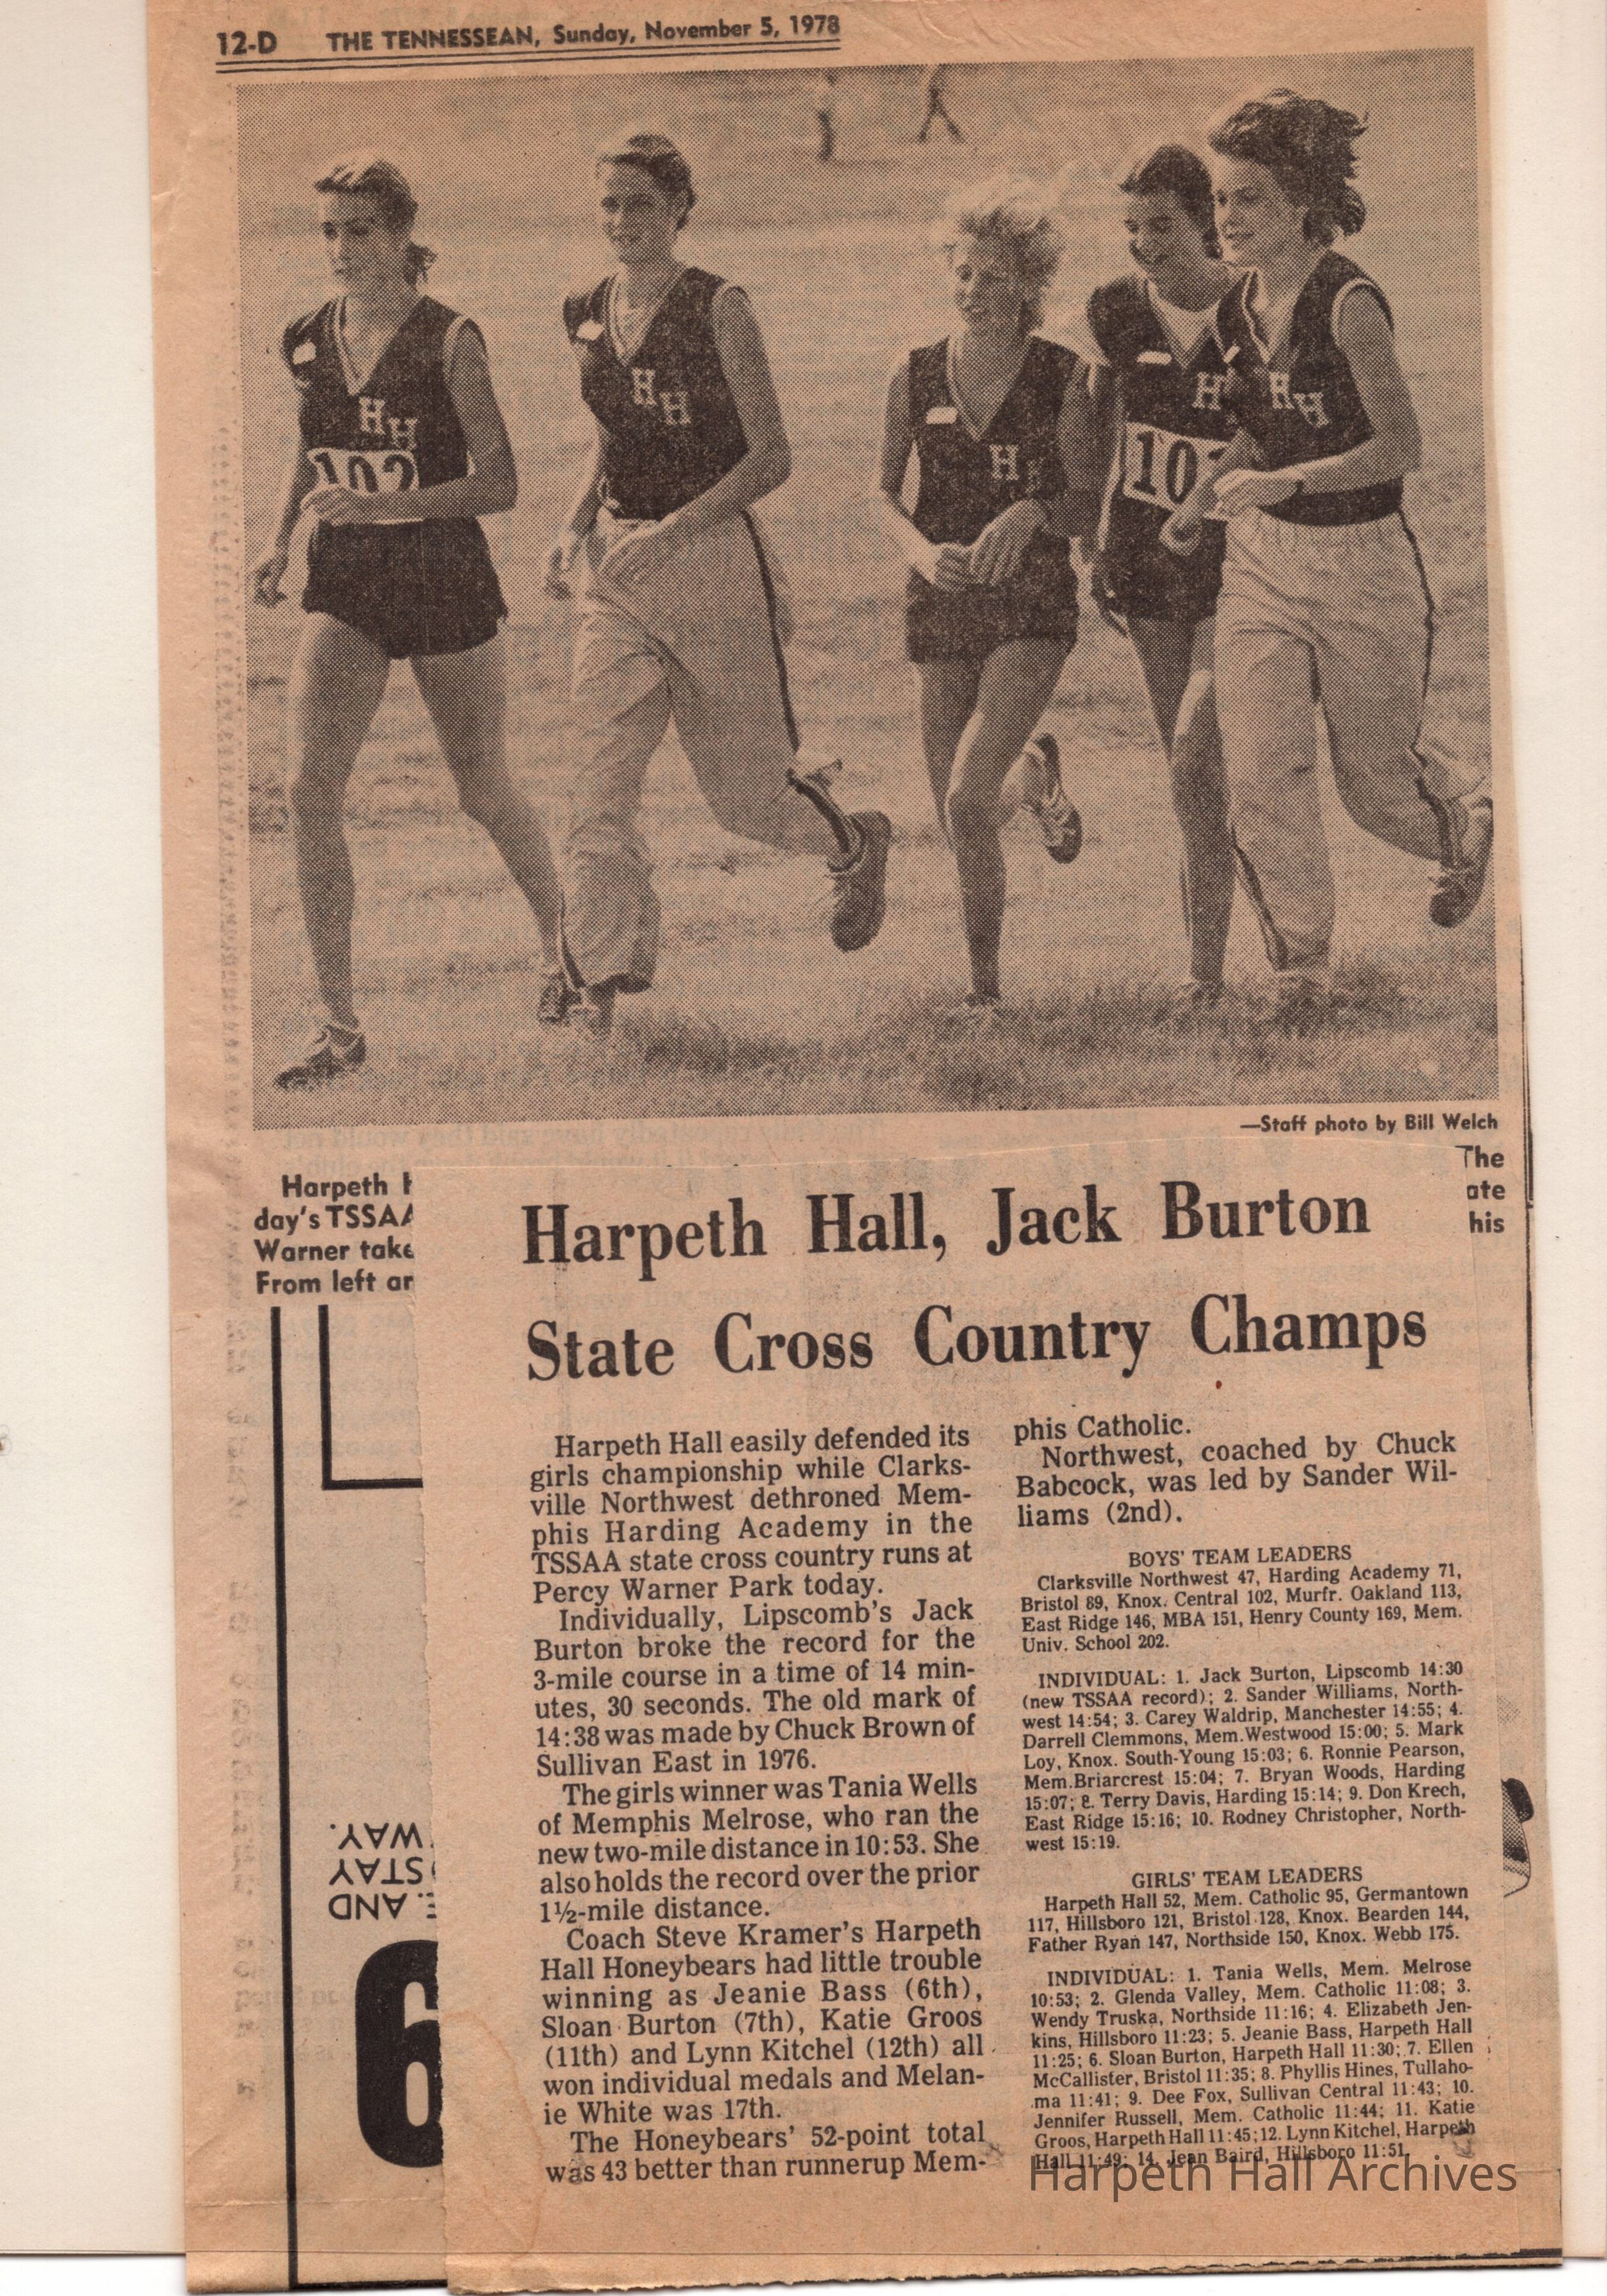 12-D THE TENNESSEAN, Sunday, November 5, 1978
H
H
102
H
H
H
H
10
H
H
—Staff photo by Bill Welch
Harpeth
day's TSSAA
Warner take
From left ar
The
ate
his
Harpeth Hall, Jack Burton
State Cross Country Champs
Harpeth Hall easily defended its
girls championship while Clarks-
ville Northwest dethroned Mem-
phis Harding Academy in the
TSSAA state cross country runs at
Percy Warner Park today.
Individually, Lipscomb's Jack
Burton broke the record for the
3-mile course in a time of 14 min-
utes, 30 seconds. The old mark of
14:38 was made by Chuck Brown of
Sullivan East in 1976.
The girls winner was Tania Wells
of Memphis Melrose, who ran the
new two-mile distance in 10:53. She
also holds the record over the prior
1½-mile distance.
Coach Steve Kramer's Harpeth
Hall Honeybears had little trouble
winning as Jeanie Bass (6th),
Sloan Burton (7th), Katie Groos
(11th) and Lynn Kitchel (12th) all
won individual medals and Melan-
ie White was 17th.
The Honeybears' 52-point total
was 43 better than runnerup Mem-
phis Catholic.
Northwest, coached by Chuck
Babcock, was led by Sander Wil-
liams (2nd).
BOYS' TEAM LEADERS
Clarksville Northwest 47, Harding Academy 71,
Bristol 89, Knox. Central 102, Murfr. Oakland 113,
East Ridge 146, MBA 151, Henry County 169, Mem.
Univ. School 202.
INDIVIDUAL: 1. Jack Burton, Lipscomb 14:30
(new TSSAA record); 2. Sander Williams, North-
west 14:54; 3. Carey Waldrip, Manchester 14:55; 4.
Darrell Clemmons, Mem.Westwood 15:00; 5. Mark
Loy, Knox. South-Young 15:03; 6. Ronnie Pearson,
Mem.Briarcrest 15:04; 7. Bryan Woods, Harding
15:07; 8. Terry Davis, Harding 15:14; 9. Don Krech,
East Ridge 15:16; 10. Rodney Christopher, North-
west 15:19.
GIRLS' TEAM LEADERS
Harpeth Hall 52, Mem. Catholic 95, Germantown
117, Hillsboro 121, Bristol 128, Knox. Bearden 144,
Father Ryan 147, Northside 150, Knox. Webb 175.
INDIVIDUAL: 1. Tania Wells, Mem. Melrose
10:53; 2. Glenda Valley, Mem. Catholic 11:08; 3.
Wendy Truska, Northside 11:16; 4. Elizabeth Jen-
kins, Hillsboro 11:23; 5. Jeanie Bass, Harpeth Hall
11:25; 6. Sloan Burton, Harpeth Hall 11:30; 7. Ellen
McCallister, Bristol 11:35; 8. Phyllis Hines, Tullaho-
ma 11:41; 9. Dee Fox, Sullivan Central 11:43; 10.
Jennifer Russell, Mem. Catholic 11:44; 11. Katie
Groos, Harpeth Hall 11:45; 12. Lynn Kitchel, Harpeth
Hall 11:49; 14. Jean Baird, Hillsboro 11:51.
WAY.
STAY
AND
6
Harpeth Hall Archives